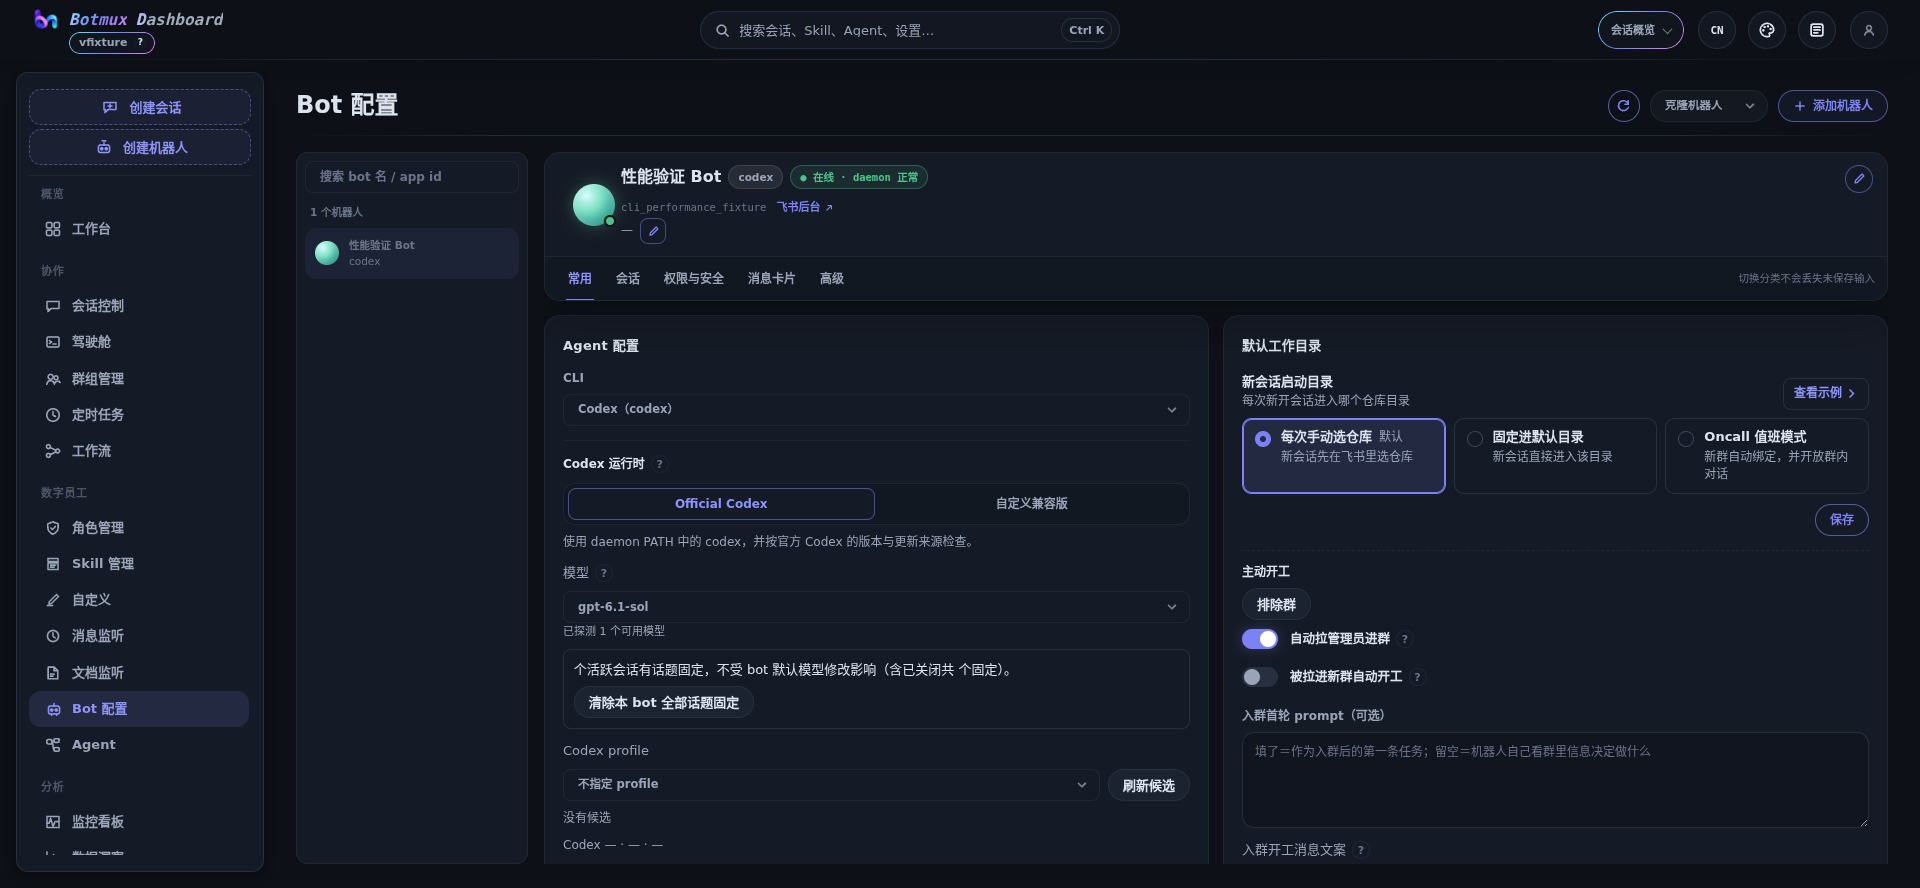 Botmux Dashboard
vfixture ?
搜索会话、Skill、Agent、设置…
Ctrl K
会话概览
CN
创建会话
创建机器人
概览
工作台
协作
会话控制
驾驶舱
群组管理
定时任务
工作流
数字员工
角色管理
Skill 管理
自定义
消息监听
文档监听
Bot 配置
Agent
分析
监控看板
Bot 配置
克隆机器人
添加机器人
搜索 bot 名 / app id
1 个机器人
性能验证 Bot
codex
性能验证 Bot
codex
● 在线 · daemon 正常
cli_performance_fixture
飞书后台 ↗
—
常用
会话
权限与安全
消息卡片
高级
切换分类不会丢失未保存输入
Agent 配置
CLI
Codex（codex）
Codex 运行时 ?
Official Codex
自定义兼容版
使用 daemon PATH 中的 codex，并按官方 Codex 的版本与更新来源检查。
模型 ?
gpt-6.1-sol
已探测 1 个可用模型
个活跃会话有话题固定，不受 bot 默认模型修改影响（含已关闭共 个固定）。
清除本 bot 全部话题固定
Codex profile
不指定 profile
刷新候选
没有候选
Codex — · — · —
默认工作目录
新会话启动目录
每次新开会话进入哪个仓库目录
查看示例
每次手动选仓库 默认
新会话先在飞书里选仓库
固定进默认目录
新会话直接进入该目录
Oncall 值班模式
新群自动绑定，并开放群内
对话
保存
主动开工
排除群
自动拉管理员进群 ?
被拉进新群自动开工 ?
入群首轮 prompt（可选）
填了＝作为入群后的第一条任务；留空＝机器人自己看群里信息决定做什么
入群开工消息文案 ?